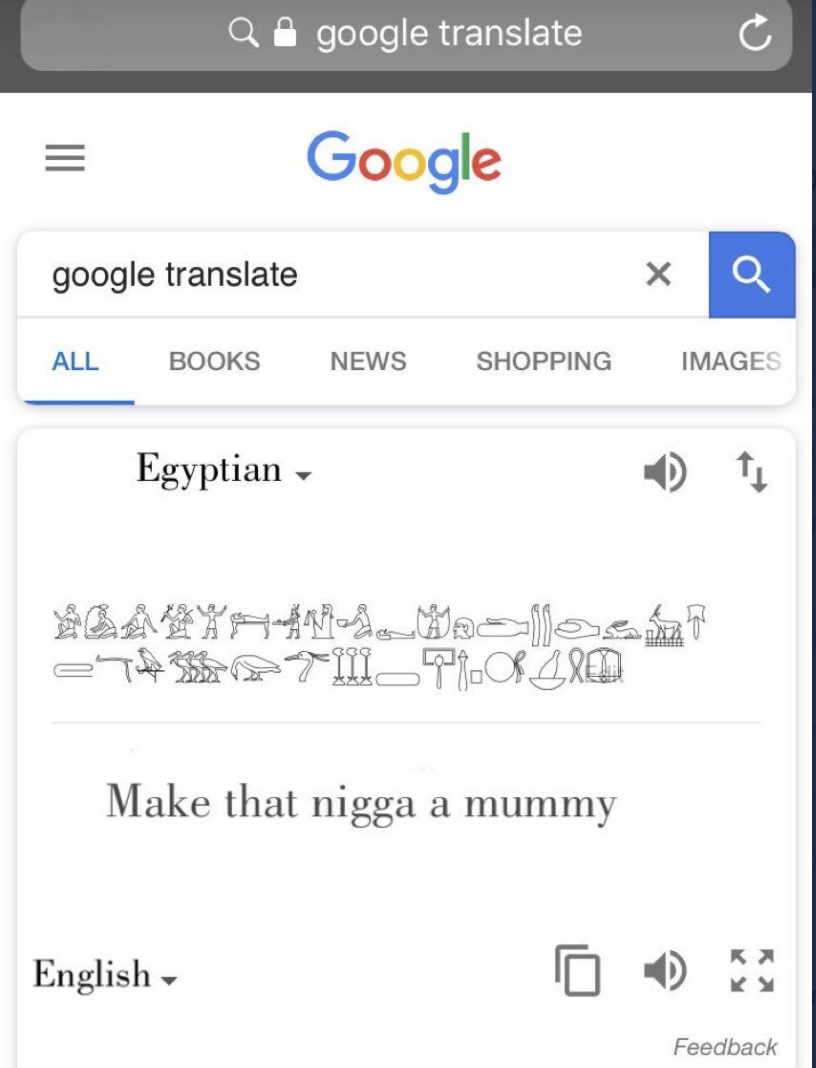 google translate
Google
google translate
ALL BOOKS NEWS SHOPPING IMAGES
Egyptian
Make that nigga a mummy
English
Feedback